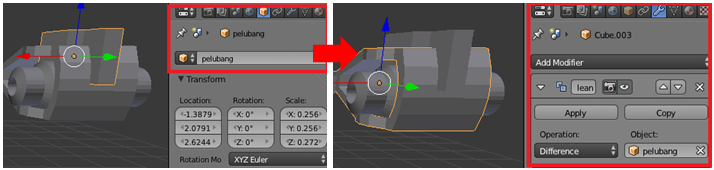 pelubang
pelubang
Transform
Location: Rotation: Scale:
-1.3879 X: 0° X: 0.256
2.0791 Y: 0° Y: 0.256
2.6244 Z: 0° Z: 0.272
Rotation Mo XYZ Euler
Cube.003
Add Modifier
lean
Apply Copy
Operation: Object:
Difference pelubang